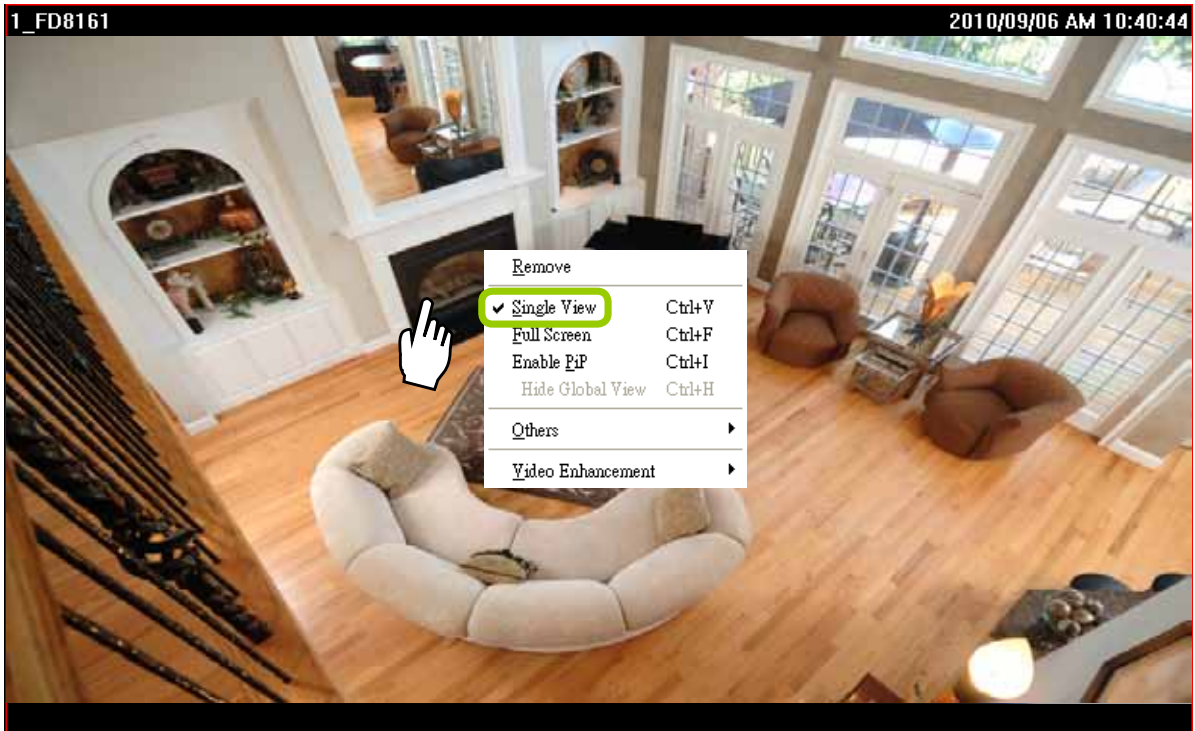 1_FD8161 2010/09/06 AM 10:40:44
Remove
✔ Single View Ctrl+V
Full Screen Ctrl+F
Enable PiP Ctrl+I
Hide Global View Ctrl+H
Others
Video Enhancement